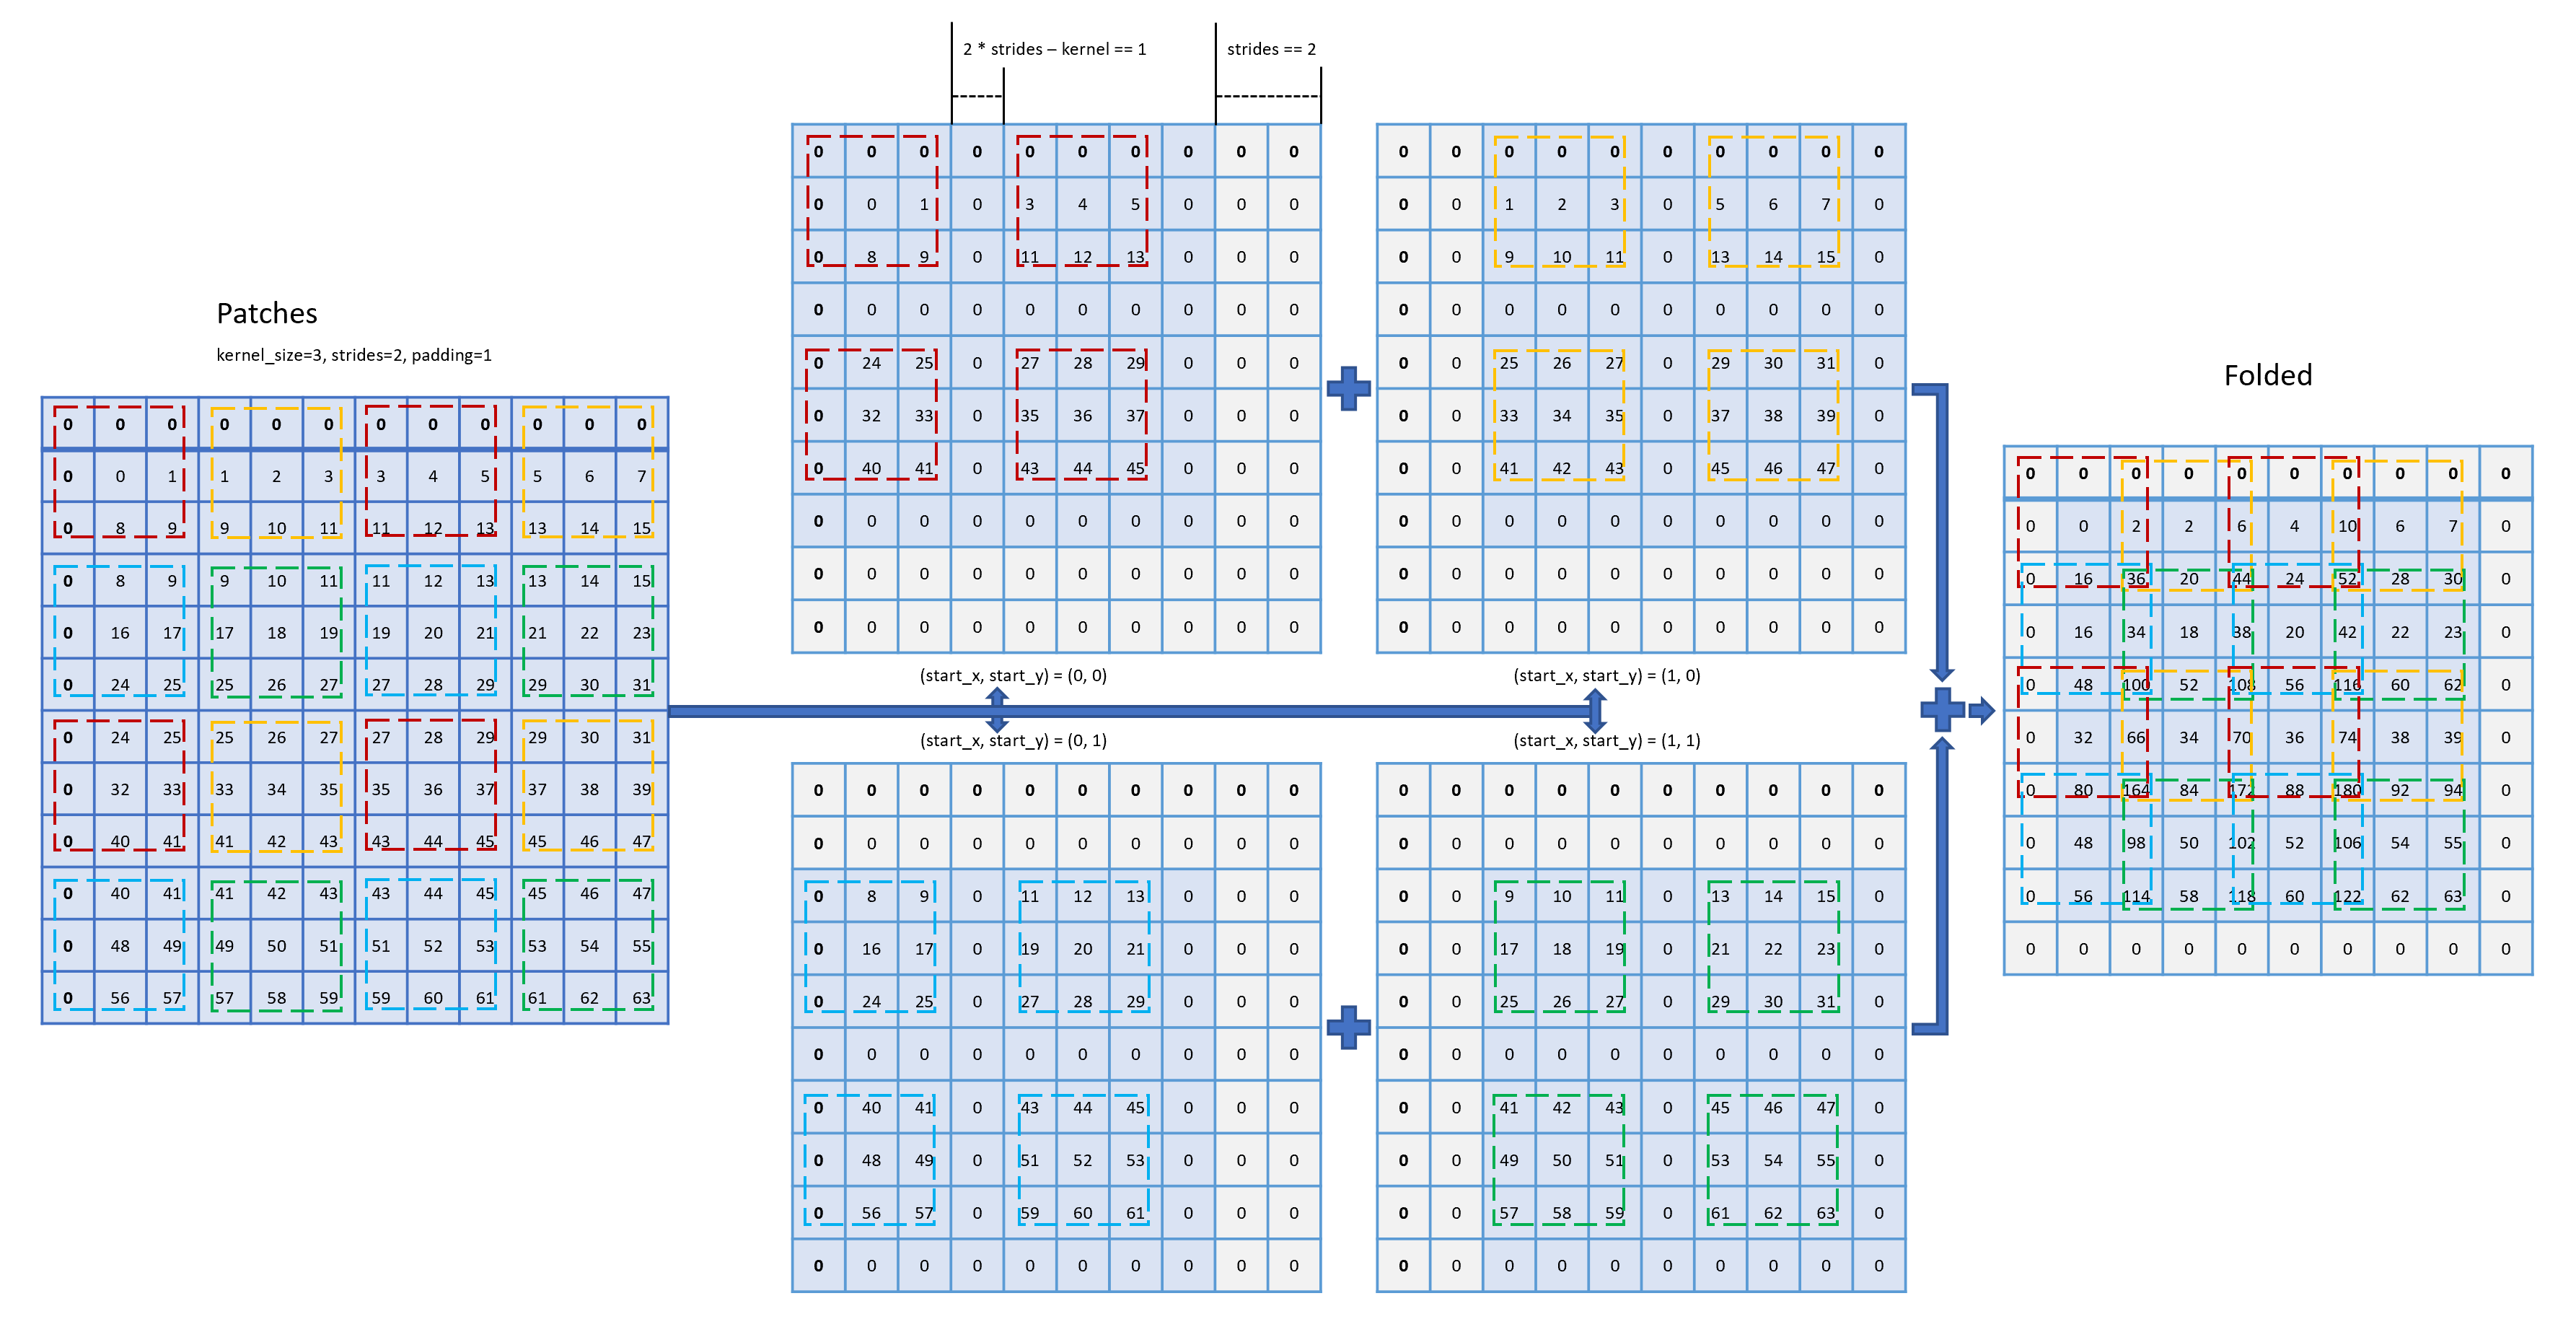 2 * strides – kernel == 1
strides == 2
0 0 0 0 0 0 0 0 0 0
0 0 1 0 3 4 5 0 0 0
0 8 9 0 11 12 13 0 0 0
0 0 0 0 0 0 0 0 0 0
0 24 25 0 27 28 29 0 0 0
0 32 33 0 35 36 37 0 0 0
0 40 41 0 43 44 45 0 0 0
0 0 0 0 0 0 0 0 0 0
0 0 0 0 0 0 0 0 0 0
0 0 0 0 0 0 0 0 0 0
(start_x, start_y) = (0, 0)
0 0 0 0 0 0 0 0 0 0
0 0 1 2 3 0 5 6 7 0
0 0 9 10 11 0 13 14 15 0
0 0 0 0 0 0 0 0 0 0
0 0 25 26 27 0 29 30 31 0
0 0 33 34 35 0 37 38 39 0
0 0 41 42 43 0 45 46 47 0
0 0 0 0 0 0 0 0 0 0
0 0 0 0 0 0 0 0 0 0
0 0 0 0 0 0 0 0 0 0
(start_x, start_y) = (1, 0)
Patches
kernel_size=3, strides=2, padding=1
0 0 0 0 0 0 0 0 0 0 0 0
0 0 1 1 2 3 3 4 5 5 6 7
0 8 9 9 10 11 11 12 13 13 14 15
0 8 9 9 10 11 11 12 13 13 14 15
0 16 17 17 18 19 19 20 21 21 22 23
0 24 25 25 26 27 27 28 29 29 30 31
0 24 25 25 26 27 27 28 29 29 30 31
0 32 33 33 34 35 35 36 37 37 38 39
0 40 41 41 42 43 43 44 45 45 46 47
0 40 41 41 42 43 43 44 45 45 46 47
0 48 49 49 50 51 51 52 53 53 54 55
0 56 57 57 58 59 59 60 61 61 62 63
(start_x, start_y) = (0, 1)
0 0 0 0 0 0 0 0 0 0
0 0 0 0 0 0 0 0 0 0
0 8 9 0 11 12 13 0 0 0
0 16 17 0 19 20 21 0 0 0
0 24 25 0 27 28 29 0 0 0
0 0 0 0 0 0 0 0 0 0
0 40 41 0 43 44 45 0 0 0
0 48 49 0 51 52 53 0 0 0
0 56 57 0 59 60 61 0 0 0
0 0 0 0 0 0 0 0 0 0
(start_x, start_y) = (1, 1)
0 0 0 0 0 0 0 0 0 0
0 0 0 0 0 0 0 0 0 0
0 0 9 10 11 0 13 14 15 0
0 0 17 18 19 0 21 22 23 0
0 0 25 26 27 0 29 30 31 0
0 0 0 0 0 0 0 0 0 0
0 0 41 42 43 0 45 46 47 0
0 0 49 50 51 0 53 54 55 0
0 0 57 58 59 0 61 62 63 0
0 0 0 0 0 0 0 0 0 0
Folded
0 0 0 0 0 0 0 0 0 0
0 0 2 2 6 4 10 6 7 0
0 16 36 20 44 24 52 28 30 0
0 16 34 18 38 20 42 22 23 0
0 48 100 52 108 56 116 60 62 0
0 32 66 34 70 36 74 38 39 0
0 80 164 84 172 88 180 92 94 0
0 48 98 50 102 52 106 54 55 0
0 56 114 58 118 60 122 62 63 0
0 0 0 0 0 0 0 0 0 0